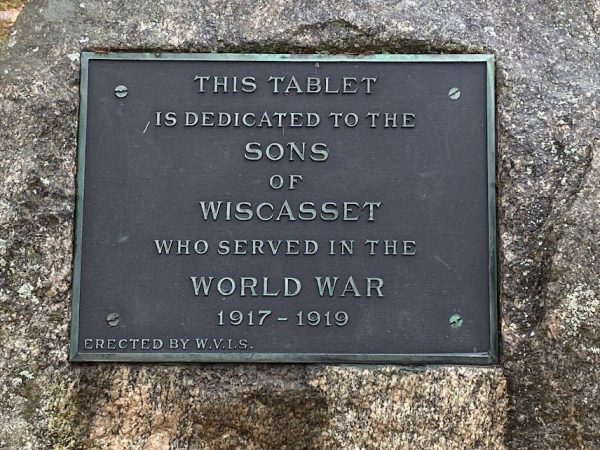 THIS TABLET
IS DEDICATED TO THE
SONS
OF
WISCASSET
WHO SERVED IN THE
WORLD WAR
1917 - 1919
ERECTED BY W.V.I.S.